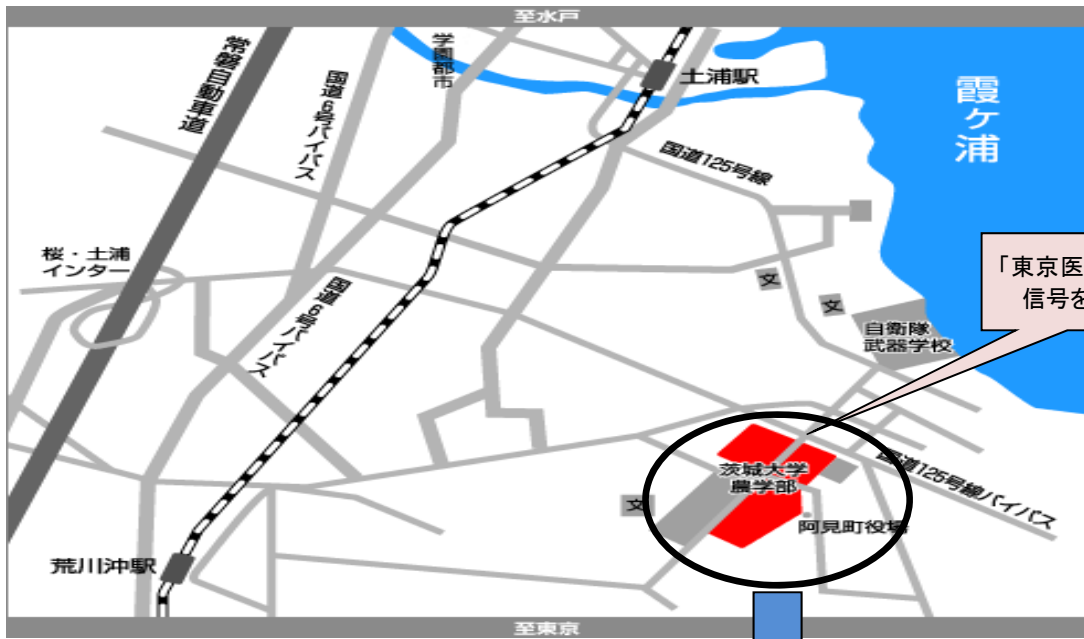 至水戸
常磐自動車道
国道6号バイパス
学園都市
土浦駅
霞ヶ浦
国道125号線
桜・土浦
インター
国道6号バイパス
文
文
「東京医
信号を
自衛隊
武器学校
茨城大学
農学部
国道125号線バイパス
文
阿見町役場
荒川沖駅
至東京